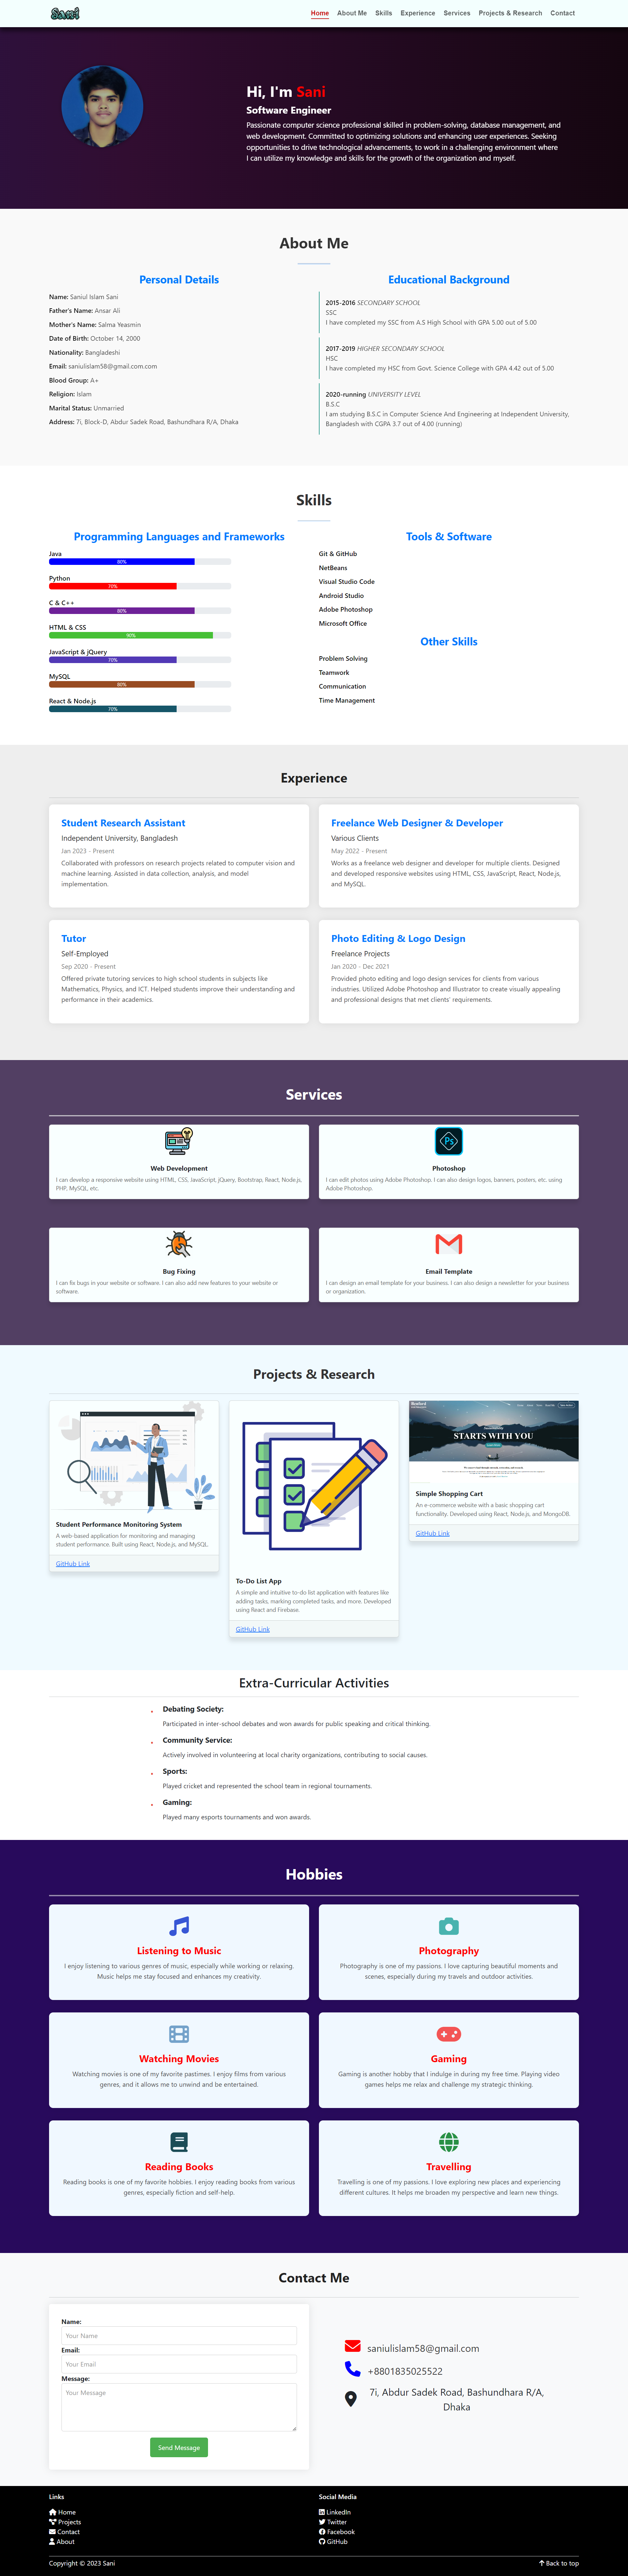 Sani
Home About Me Skills Experience Services Projects & Research Contact
Hi, I'm Sani
Software Engineer
Passionate computer science professional skilled in problem-solving, database management, and
web development. Committed to optimizing solutions and enhancing user experiences. Seeking
opportunities to drive technological advancements, to work in a challenging environment where
I can utilize my knowledge and skills for the growth of the organization and myself.
About Me
Personal Details
Name: Saniul Islam Sani
Father's Name: Ansar Ali
Mother's Name: Salma Yeasmin
Date of Birth: October 14, 2000
Nationality: Bangladeshi
Email: saniulislam58@gmail.com.com
Blood Group: A+
Religion: Islam
Marital Status: Unmarried
Address: 7i, Block-D, Abdur Sadek Road, Bashundhara R/A, Dhaka
Educational Background
2015-2016 SECONDARY SCHOOL
SSC
I have completed my SSC from A.S High School with GPA 5.00 out of 5.00
2017-2019 HIGHER SECONDARY SCHOOL
HSC
I have completed my HSC from Govt. Science College with GPA 4.42 out of 5.00
2020-running UNIVERSITY LEVEL
B.S.C
I am studying B.S.C in Computer Science And Engineering at Independent University,
Bangladesh with CGPA 3.7 out of 4.00 (running)
Skills
Programming Languages and Frameworks
Java
80%
Python
70%
C & C++
80%
HTML & CSS
90%
JavaScript & jQuery
70%
MySQL
80%
React & Node.js
70%
Tools & Software
Git & GitHub
NetBeans
Visual Studio Code
Android Studio
Adobe Photoshop
Microsoft Office
Other Skills
Problem Solving
Teamwork
Communication
Time Management
Experience
Student Research Assistant
Independent University, Bangladesh
Jan 2023 - Present
Collaborated with professors on research projects related to computer vision and
machine learning. Assisted in data collection, analysis, and model
implementation.
Freelance Web Designer & Developer
Various Clients
May 2022 - Present
Works as a freelance web designer and developer for multiple clients. Designed
and developed responsive websites using HTML, CSS, JavaScript, React, Node.js,
and MySQL.
Tutor
Self-Employed
Sep 2020 - Present
Offered private tutoring services to high school students in subjects like
Mathematics, Physics, and ICT. Helped students improve their understanding and
performance in their academics.
Photo Editing & Logo Design
Freelance Projects
Jan 2020 - Dec 2021
Provided photo editing and logo design services for clients from various
industries. Utilized Adobe Photoshop and Illustrator to create visually appealing
and professional designs that met clients' requirements.
Services
Web Development
I can develop a responsive website using HTML, CSS, JavaScript, jQuery, Bootstrap, React, Node.js,
PHP, MySQL, etc.
Ps
Photoshop
I can edit photos using Adobe Photoshop. I can also design logos, banners, posters, etc. using
Adobe Photoshop.
Bug Fixing
I can fix bugs in your website or software. I can also add new features to your website or
software.
Email Template
I can design an email template for your business. I can also design a newsletter for your business
or organization.
Projects & Research
Student Performance Monitoring System
A web based application for monitoring and managing
student performance. Built using React, Node.js, and MySQL.
GitHub Link
To-Do List App
A simple and intuitive to-do list application with features like
adding tasks, marking completed tasks, and more. Developed
using React and Firebase.
GitHub Link
STARTS WITH YOU
Simple Shopping Cart
An e-commerce website with a basic shopping cart
functionality. Developed using React, Node.js, and MongoDB.
GitHub Link
Extra-Curricular Activities
Debating Society:
Participated in inter-school debates and won awards for public speaking and critical thinking.
Community Service:
Actively involved in volunteering at local charity organizations, contributing to social causes.
Sports:
Played cricket and represented the school team in regional tournaments.
Gaming:
Played many esports tournaments and won awards.
Hobbies
Listening to Music
I enjoy listening to various genres of music, especially while working or relaxing.
Music helps me stay focused and enhances my creativity.
Photography
Photography is one of my passions. I love capturing beautiful moments and
scenes, especially during my travels and outdoor activities.
Watching Movies
Watching movies is one of my favorite pastimes. I enjoy films from various
genres, and it allows me to unwind and be entertained.
Gaming
Gaming is another hobby that I indulge in during my free time. Playing video
games helps me relax and challenge my strategic thinking.
Reading Books
Reading books is one of my favorite hobbies. I enjoy reading books from various
genres, especially fiction and self-help.
Travelling
Travelling is one of my passions. I love exploring new places and experiencing
different cultures. It helps me broaden my perspective and learn new things.
Contact Me
Name:
Your Name
Email:
Your Email
Message:
Your Message
Send Message
saniulislam58@gmail.com
+8801835025522
7i, Abdur Sadek Road, Bashundhara R/A,
Dhaka
Links
Home
Projects
Contact
About
Social Media
LinkedIn
Twitter
Facebook
GitHub
Copyright © 2023 Sani
Back to top